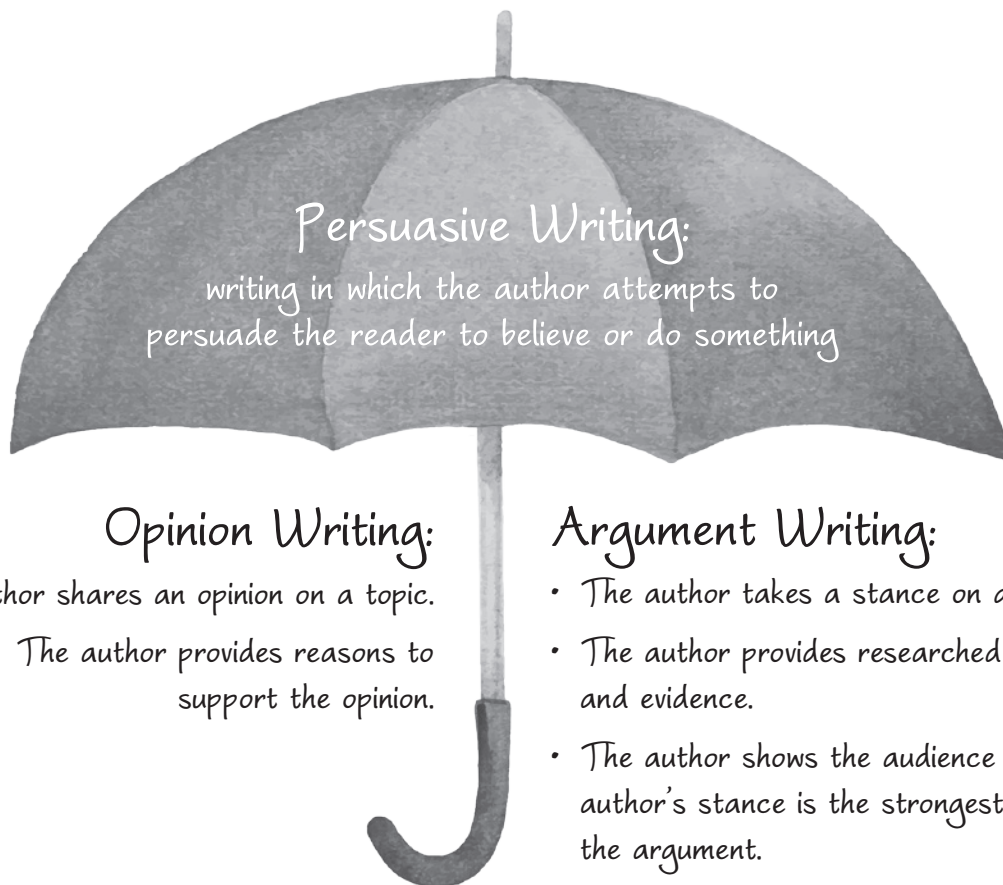 Persuasive Writing:
writing in which the author attempts to
persuade the reader to believe or do something
Opinion Writing:
shares an opinion on a topic.
The author provides reasons to
support the opinion.
Argument Writing:
• The author takes a stance on
• The author provides researched
and evidence.
• The author shows the audience
author's stance is the strongest
the argument.